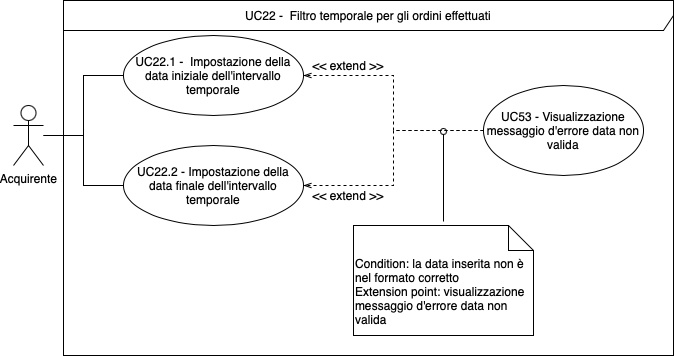 UC22 - Filtro temporale per gli ordini effettuati
UC22.1 - Impostazione della
data iniziale dell'intervallo
temporale
<< extend >>
UC53 - Visualizzazione
messaggio d'errore data non
valida
Acquirente
UC22.2 - Impostazione della
data finale dell'intervallo
temporale
<< extend >>
Condition: la data inserita non è
nel formato corretto
Extension point: visualizzazione
messaggio d'errore data non
valida